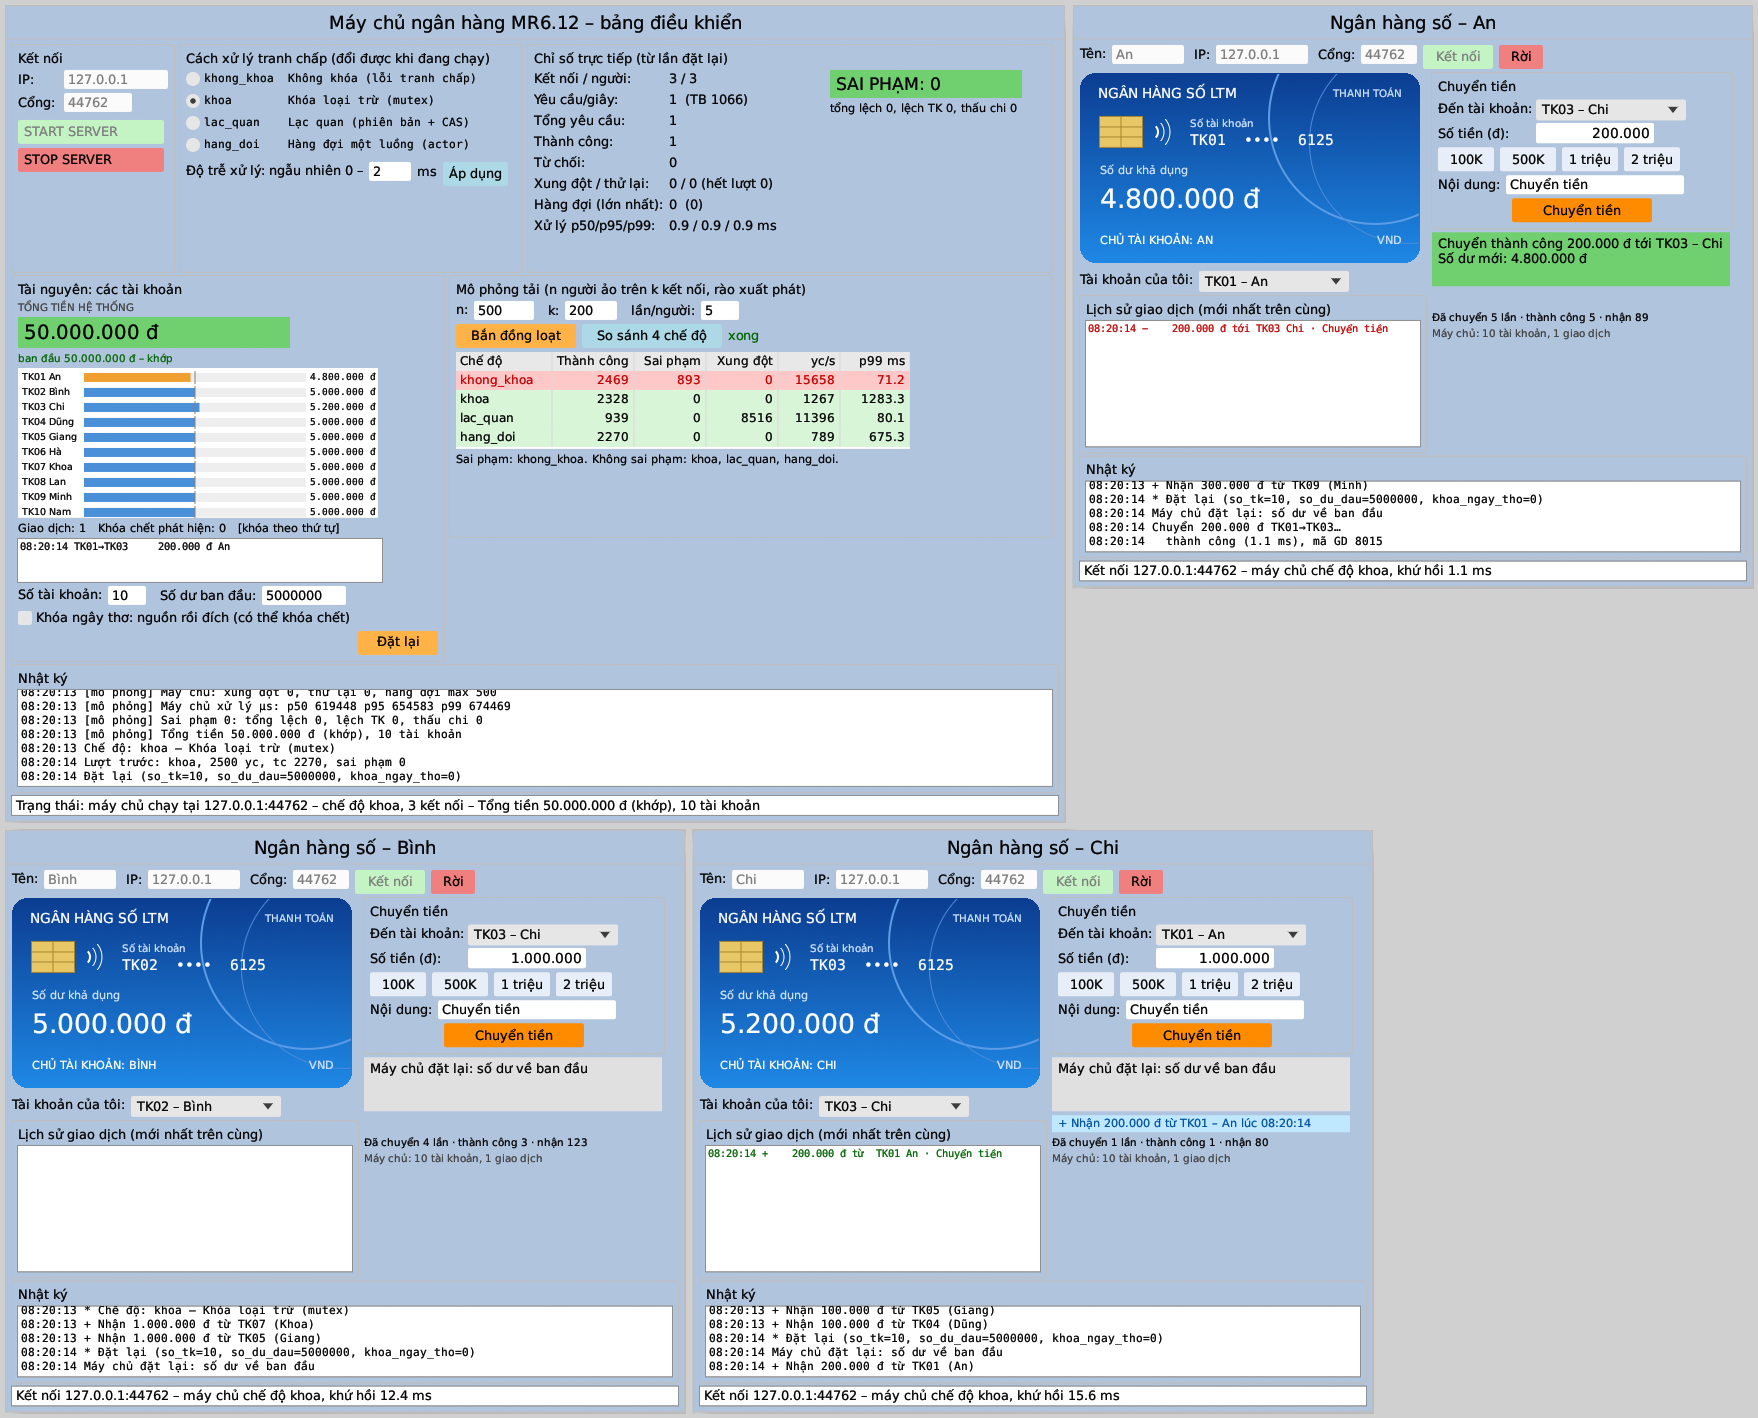 Máy chủ ngân hàng MR6.12 – bảng điều khiển
Kết nối
IP: 127.0.0.1
Cổng: 44762
START SERVER
STOP SERVER
Cách xử lý tranh chấp (đổi được khi đang chạy)
khong_khoa Không khóa (lỗi tranh chấp)
khoa Khóa loại trừ (mutex)
lac_quan Lạc quan (phiên bản + CAS)
hang_doi Hàng đợi một luồng (actor)
Độ trễ xử lý: ngẫu nhiên 0 – 2 ms Áp dụng
Chỉ số trực tiếp (từ lần đặt lại)
Kết nối / người: 3 / 3
Yêu cầu/giây: 1 (TB 1066)
Tổng yêu cầu: 1
Thành công: 1
Từ chối: 0
Xung đột / thử lại: 0 / 0 (hết lượt 0)
Hàng đợi (lớn nhất): 0 (0)
Xử lý p50/p95/p99: 0.9 / 0.9 / 0.9 ms
SAI PHẠM: 0
tổng lệch 0, lệch TK 0, thấu chi 0
Tài nguyên: các tài khoản
TỔNG TIỀN HỆ THỐNG
50.000.000 đ
ban đầu 50.000.000 đ – khớp
TK01 An 4.800.000 đ
TK02 Bình 5.000.000 đ
TK03 Chi 5.200.000 đ
TK04 Dũng 5.000.000 đ
TK05 Giang 5.000.000 đ
TK06 Hà 5.000.000 đ
TK07 Khoa 5.000.000 đ
TK08 Lan 5.000.000 đ
TK09 Minh 5.000.000 đ
TK10 Nam 5.000.000 đ
Giao dịch: 1 Khóa chết phát hiện: 0 [khóa theo thứ tự]
08:20:14 TK01→TK03 200.000 đ An
Số tài khoản: 10 Số dư ban đầu: 5000000
Khóa ngây thơ: nguồn rồi đích (có thể khóa chết)
Đặt lại
Mô phỏng tải (n người ảo trên k kết nối, rào xuất phát)
n: 500 k: 200 lần/người: 5
Bắn đồng loạt So sánh 4 chế độ xong
Chế độ Thành công Sai phạm Xung đột yc/s p99 ms
khong_khoa 2469 893 0 15658 71.2
khoa 2328 0 0 1267 1283.3
lac_quan 939 0 8516 11396 80.1
hang_doi 2270 0 0 789 675.3
Sai phạm: khong_khoa. Không sai phạm: khoa, lac_quan, hang_doi.
Nhật ký
08:20:13 [mô phỏng] Máy chủ: xung đột 0, thử lại 0, hàng đợi max 500
08:20:13 [mô phỏng] Máy chủ xử lý µs: p50 619448 p95 654583 p99 674469
08:20:13 [mô phỏng] Sai phạm 0: tổng lệch 0, lệch TK 0, thấu chi 0
08:20:13 [mô phỏng] Tổng tiền 50.000.000 đ (khớp), 10 tài khoản
08:20:13 Chế độ: khoa – Khóa loại trừ (mutex)
08:20:14 Lượt trước: khoa, 2500 yc, tc 2270, sai phạm 0
08:20:14 Đặt lại (so_tk=10, so_du_dau=5000000, khoa_ngay_tho=0)
Trạng thái: máy chủ chạy tại 127.0.0.1:44762 – chế độ khoa, 3 kết nối – Tổng tiền 50.000.000 đ (khớp), 10 tài khoản
Ngân hàng số – An
Tên: An IP: 127.0.0.1 Cổng: 44762 Kết nối Rời
NGÂN HÀNG SỐ LTM THANH TOÁN
Số tài khoản
TK01 •••• 6125
Số dư khả dụng
4.800.000 đ
CHỦ TÀI KHOẢN: AN VND
Tài khoản của tôi: TK01 – An
Chuyển tiền
Đến tài khoản: TK03 – Chi
Số tiền (đ): 200.000
100K 500K 1 triệu 2 triệu
Nội dung: Chuyển tiền
Chuyển tiền
Chuyển thành công 200.000 đ tới TK03 – Chi
Số dư mới: 4.800.000 đ
Đã chuyển 5 lần · thành công 5 · nhận 89
Máy chủ: 10 tài khoản, 1 giao dịch
Lịch sử giao dịch (mới nhất trên cùng)
08:20:14 − 200.000 đ tới TK03 Chi · Chuyển tiền
Nhật ký
08:20:13 + Nhận 300.000 đ từ TK09 (Minh)
08:20:14 * Đặt lại (so_tk=10, so_du_dau=5000000, khoa_ngay_tho=0)
08:20:14 Máy chủ đặt lại: số dư về ban đầu
08:20:14 Chuyển 200.000 đ TK01→TK03…
08:20:14 thành công (1.1 ms), mã GD 8015
Kết nối 127.0.0.1:44762 – máy chủ chế độ khoa, khứ hồi 1.1 ms
Ngân hàng số – Bình
Tên: Bình IP: 127.0.0.1 Cổng: 44762 Kết nối Rời
NGÂN HÀNG SỐ LTM THANH TOÁN
Số tài khoản
TK02 •••• 6125
Số dư khả dụng
5.000.000 đ
CHỦ TÀI KHOẢN: BÌNH VND
Tài khoản của tôi: TK02 – Bình
Chuyển tiền
Đến tài khoản: TK03 – Chi
Số tiền (đ): 1.000.000
100K 500K 1 triệu 2 triệu
Nội dung: Chuyển tiền
Chuyển tiền
Máy chủ đặt lại: số dư về ban đầu
Đã chuyển 4 lần · thành công 3 · nhận 123
Máy chủ: 10 tài khoản, 1 giao dịch
Lịch sử giao dịch (mới nhất trên cùng)
Nhật ký
08:20:13 * Chế độ: khoa – Khóa loại trừ (mutex)
08:20:13 + Nhận 1.000.000 đ từ TK07 (Khoa)
08:20:13 + Nhận 1.000.000 đ từ TK05 (Giang)
08:20:14 * Đặt lại (so_tk=10, so_du_dau=5000000, khoa_ngay_tho=0)
08:20:14 Máy chủ đặt lại: số dư về ban đầu
Kết nối 127.0.0.1:44762 – máy chủ chế độ khoa, khứ hồi 12.4 ms
Ngân hàng số – Chi
Tên: Chi IP: 127.0.0.1 Cổng: 44762 Kết nối Rời
NGÂN HÀNG SỐ LTM THANH TOÁN
Số tài khoản
TK03 •••• 6125
Số dư khả dụng
5.200.000 đ
CHỦ TÀI KHOẢN: CHI VND
Tài khoản của tôi: TK03 – Chi
Chuyển tiền
Đến tài khoản: TK01 – An
Số tiền (đ): 1.000.000
100K 500K 1 triệu 2 triệu
Nội dung: Chuyển tiền
Chuyển tiền
Máy chủ đặt lại: số dư về ban đầu
+ Nhận 200.000 đ từ TK01 – An lúc 08:20:14
Đã chuyển 1 lần · thành công 1 · nhận 80
Máy chủ: 10 tài khoản, 1 giao dịch
Lịch sử giao dịch (mới nhất trên cùng)
08:20:14 + 200.000 đ từ TK01 An · Chuyển tiền
Nhật ký
08:20:13 + Nhận 100.000 đ từ TK05 (Giang)
08:20:13 + Nhận 100.000 đ từ TK04 (Dũng)
08:20:14 * Đặt lại (so_tk=10, so_du_dau=5000000, khoa_ngay_tho=0)
08:20:14 Máy chủ đặt lại: số dư về ban đầu
08:20:14 + Nhận 200.000 đ từ TK01 (An)
Kết nối 127.0.0.1:44762 – máy chủ chế độ khoa, khứ hồi 15.6 ms